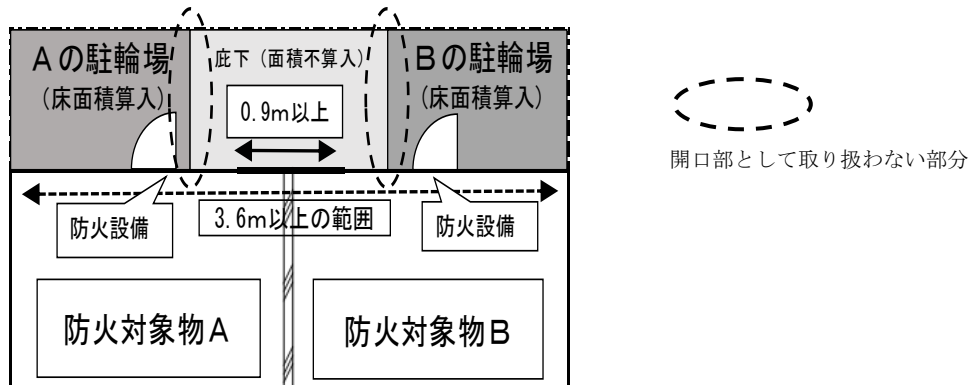 Aの駐輪場
(床面積算入)
庇下(面積不算入)
Bの駐輪場
(床面積算入)
0.9m以上
開口部として取り扱わない部分
防火設備
3.6m以上の範囲
防火設備
防火対象物A
防火対象物B